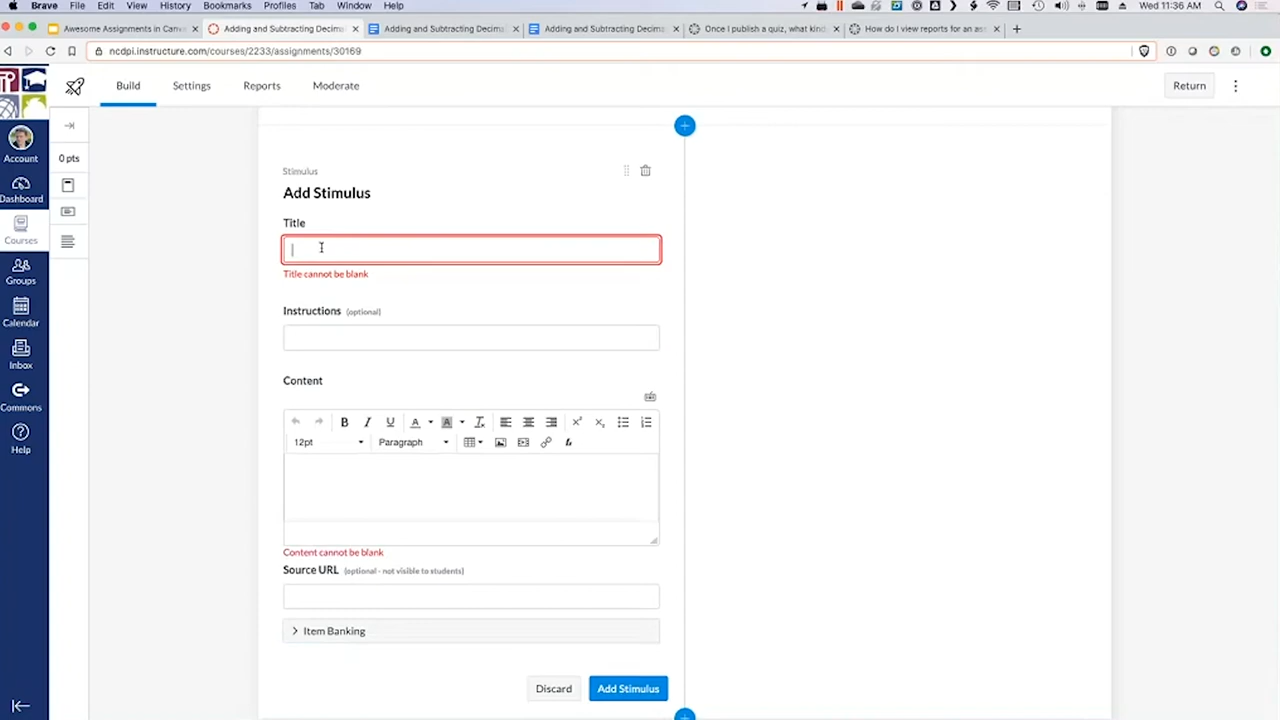 Brave File Edit View History Bookmarks Profiles Tab Window Help Wed 11:36 AM
Awesome Assignments in Canv × Adding and Subtracting Decima × Adding and Subtracting Decima × Adding and Subtracting Decima × Once I publish a quiz, what kind × How do I view reports for an ass × +
ncdpi.instructure.com/courses/2233/assignments/30169
Build Settings Reports Moderate Return
Account
Dashboard
Courses
Groups
Calendar
Inbox
Commons
Help
0 pts
Stimulus
Add Stimulus
Title
Title cannot be blank
Instructions (optional)
Content
B I U A A
12pt Paragraph
Content cannot be blank
Source URL (optional - not visible to students)
Item Banking
Discard Add Stimulus